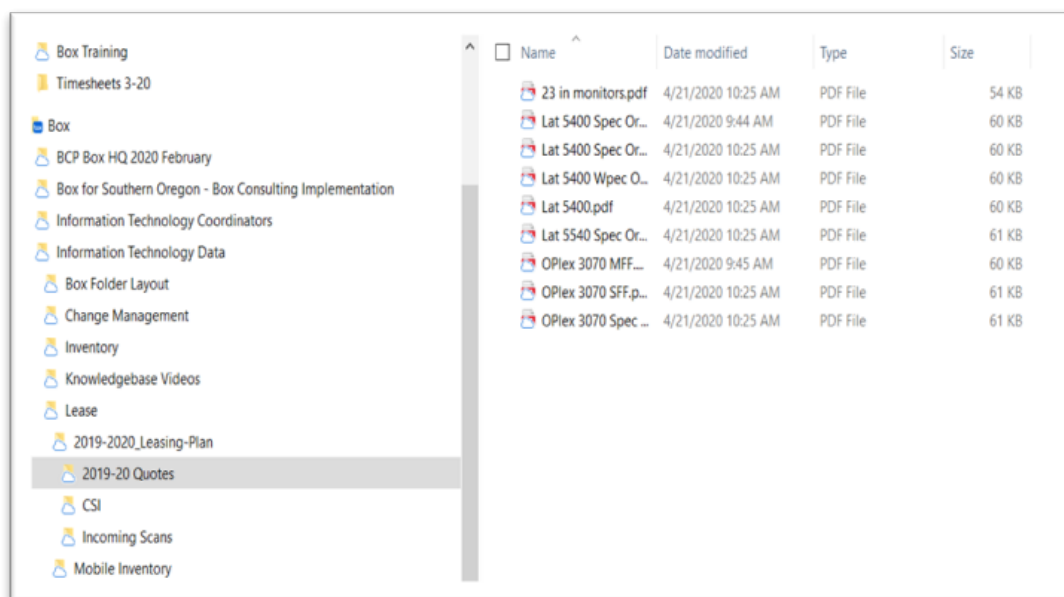 Box Training
Timesheets 3-20
Box
BCP Box HQ 2020 February
Box for Southern Oregon - Box Consulting Implementation
Information Technology Coordinators
Information Technology Data
Box Folder Layout
Change Management
Inventory
Knowledgebase Videos
Lease
2019-2020_Leasing-Plan
2019-20 Quotes
CSI
Incoming Scans
Mobile Inventory
Name Date modified Type Size
23 in monitors.pdf 4/21/2020 10:25 AM PDF File 54 KB
Lat 5400 Spec Or... 4/21/2020 9:44 AM PDF File 60 KB
Lat 5400 Spec Or... 4/21/2020 10:25 AM PDF File 60 KB
Lat 5400 Wpec O... 4/21/2020 10:25 AM PDF File 60 KB
Lat 5400.pdf 4/21/2020 10:25 AM PDF File 60 KB
Lat 5540 Spec Or... 4/21/2020 10:25 AM PDF File 61 KB
OPlex 3070 MFF.... 4/21/2020 9:45 AM PDF File 60 KB
OPlex 3070 SFF.p... 4/21/2020 10:25 AM PDF File 61 KB
OPlex 3070 Spec ... 4/21/2020 10:25 AM PDF File 61 KB